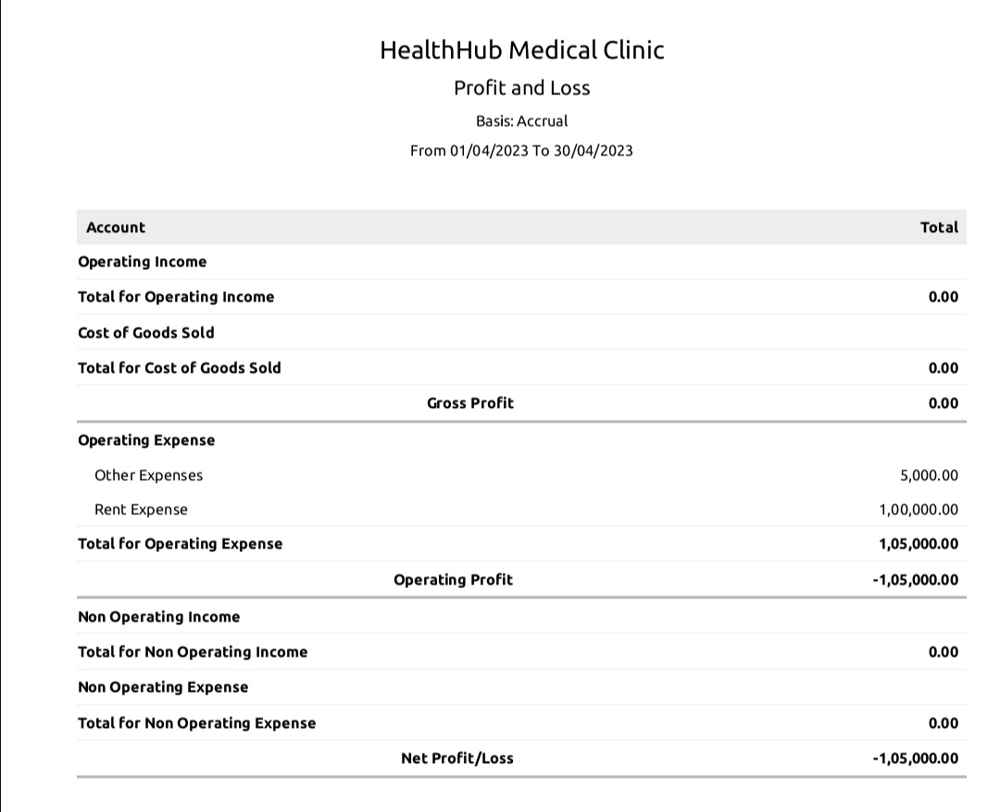 HealthHub Medical Clinic
Profit and Loss
Basis: Accrual
From 01/04/2023 To 30/04/2023
Account Total
Operating Income
Total for Operating Income 0.00
Cost of Goods Sold
Total for Cost of Goods Sold 0.00
Gross Profit 0.00
Operating Expense
Other Expenses 5,000.00
Rent Expense 1,00,000.00
Total for Operating Expense 1,05,000.00
Operating Profit -1,05,000.00
Non Operating Income
Total for Non Operating Income 0.00
Non Operating Expense
Total for Non Operating Expense 0.00
Net Profit/Loss -1,05,000.00